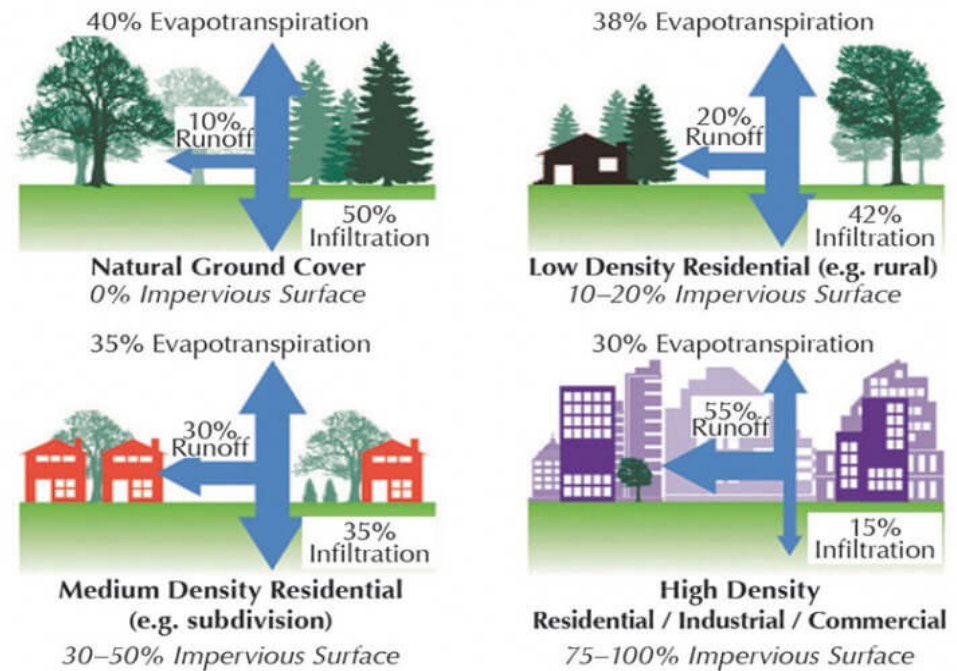 40% Evapotranspiration
10%
Runoff
50%
Infiltration
Natural Ground Cover
0% Impervious Surface
38% Evapotranspiration
20%
Runoff
42%
Infiltration
Low Density Residential (e.g. rural)
10–20% Impervious Surface
35% Evapotranspiration
30%
Runoff
35%
Infiltration
Medium Density Residential
(e.g. subdivision)
30–50% Impervious Surface
30% Evapotranspiration
55%
Runoff
15%
Infiltration
High Density
Residential / Industrial / Commercial
75–100% Impervious Surface